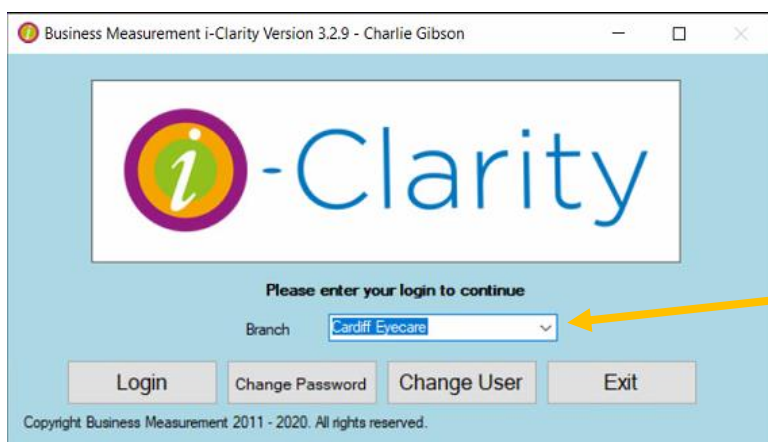 Business Measurement i-Clarity Version 3.2.9 - Charlie Gibson
i-Clarity
Please enter your login to continue
Branch Cardiff Eyecare
Login Change Password Change User Exit
Copyright Business Measurement 2011 - 2020. All rights reserved.